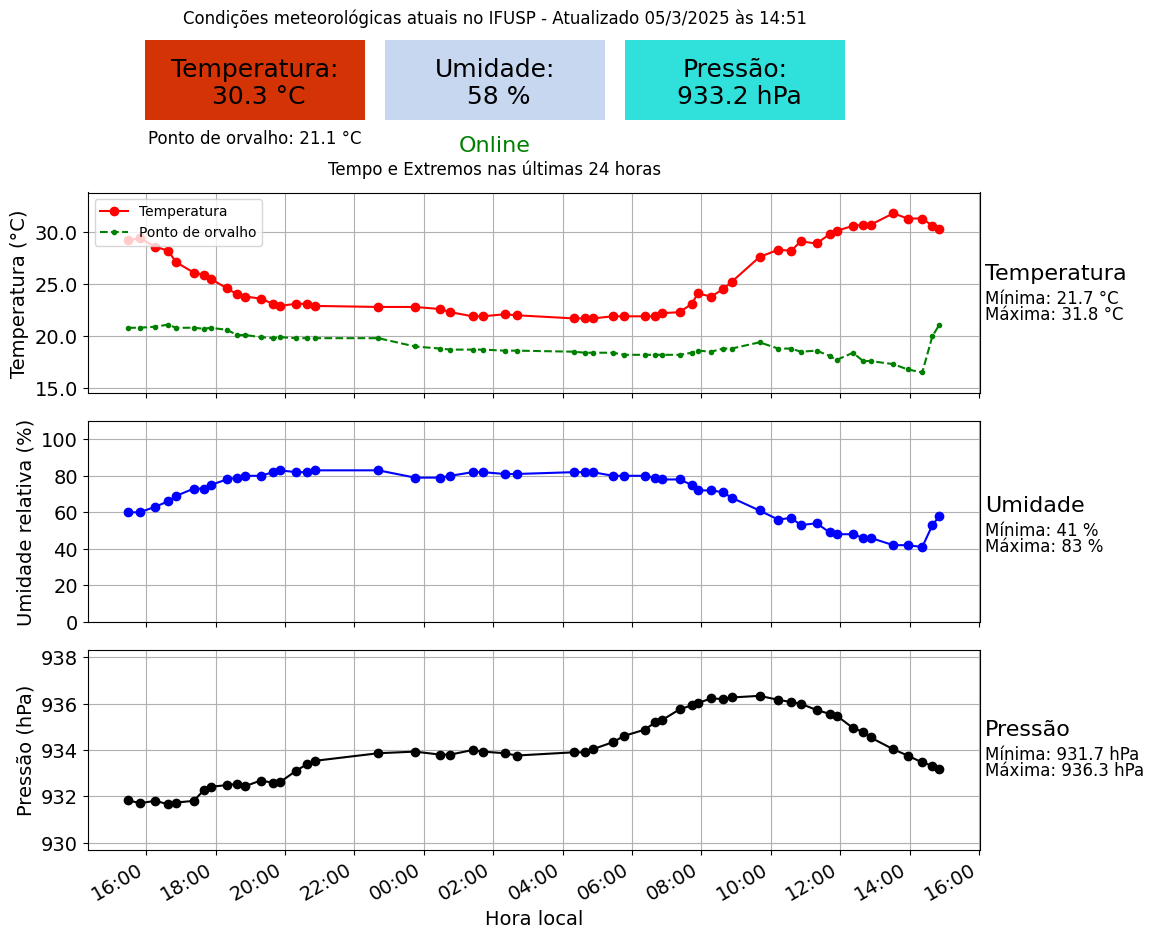 Condições meteorológicas atuais no IFUSP - Atualizado 05/3/2025 às 14:51
Temperatura:
30.3 °C
Umidade:
58 %
Pressão:
933.2 hPa
Ponto de orvalho: 21.1 °C
Online
Tempo e Extremos nas últimas 24 horas
Temperatura (°C)
30.0
25.0
20.0
15.0
Temperatura
Ponto de orvalho
Temperatura
Mínima: 21.7 °C
Máxima: 31.8 °C
Umidade relativa (%)
100
80
60
40
20
0
Umidade
Mínima: 41 %
Máxima: 83 %
Pressão (hPa)
938
936
934
932
930
Pressão
Mínima: 931.7 hPa
Máxima: 936.3 hPa
16:00
18:00
20:00
22:00
00:00
02:00
04:00
06:00
08:00
10:00
12:00
14:00
16:00
Hora local